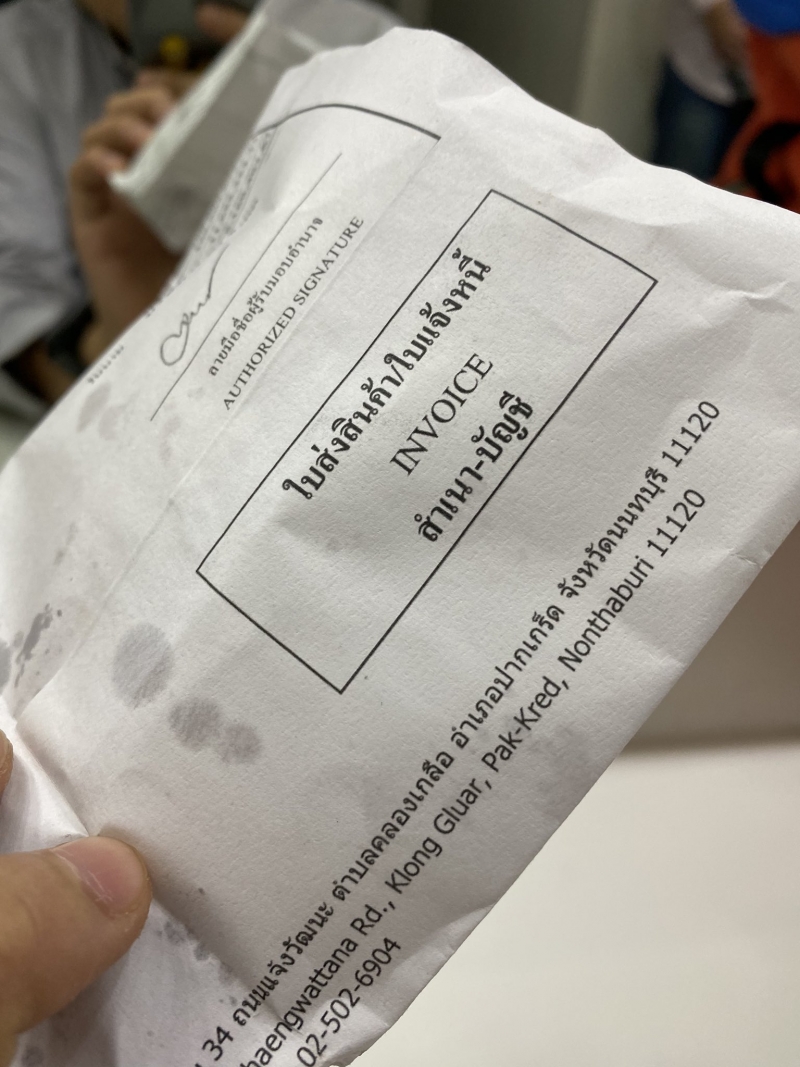 ลายมือชื่อผู้รับมอบอำนาจ
AUTHORIZED SIGNATURE
ใบส่งสินค้า/ใบแจ้งหนี้
INVOICE
สำเนา-บัญชี
34 ถนนแจ้งวัฒนะ ตำบลคลองเกลือ อำเภอปากเกร็ด จังหวัดนนทบุรี 11120
haengwattana Rd., Klong Gluar, Pak-Kred, Nonthaburi 11120
02-502-6904